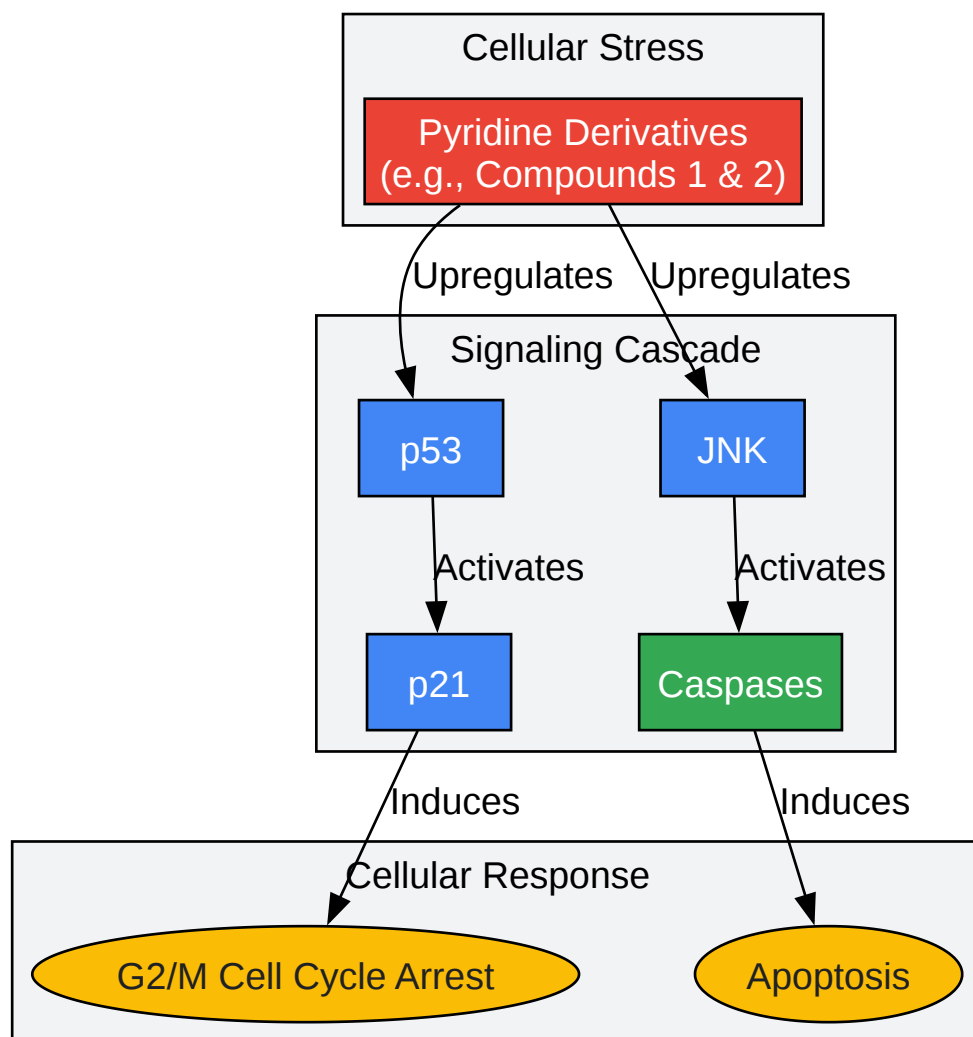 Cellular Stress
Pyridine Derivatives
(e.g., Compounds 1 & 2)
Upregulates
Upregulates
Signaling Cascade
p53
JNK
Activates
Activates
p21
Caspases
Induces
Induces
Cellular Response
G2/M Cell Cycle Arrest
Apoptosis